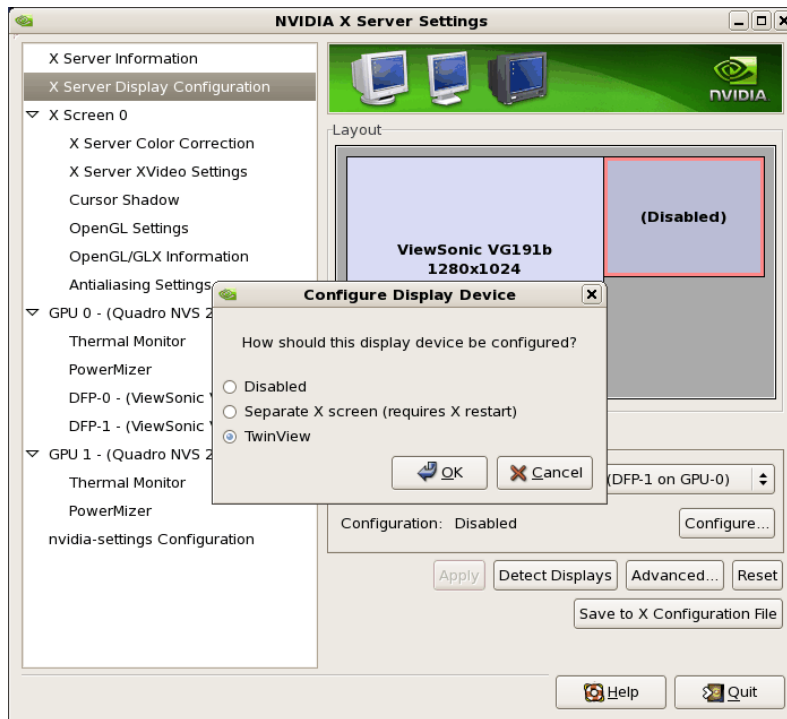 NVIDIA X Server Settings
X Server Information
X Server Display Configuration
X Screen 0
X Server Color Correction
X Server XVideo Settings
Cursor Shadow
OpenGL Settings
OpenGL/GLX Information
Antialiasing Settings
GPU 0 - (Quadro NVS 2
Thermal Monitor
PowerMizer
DFP-0 - (ViewSonic
DFP-1 - (ViewSonic
GPU 1 - (Quadro NVS 2
Thermal Monitor
PowerMizer
nvidia-settings Configuration
NVIDIA.
Layout
ViewSonic VG191b
1280x1024
(Disabled)
Configure Display Device
How should this display device be configured?
Disabled
Separate X screen (requires X restart)
TwinView
OK
Cancel
(DFP-1 on GPU-0)
Configuration: Disabled
Configure...
Apply
Detect Displays
Advanced...
Reset
Save to X Configuration File
Help
Quit